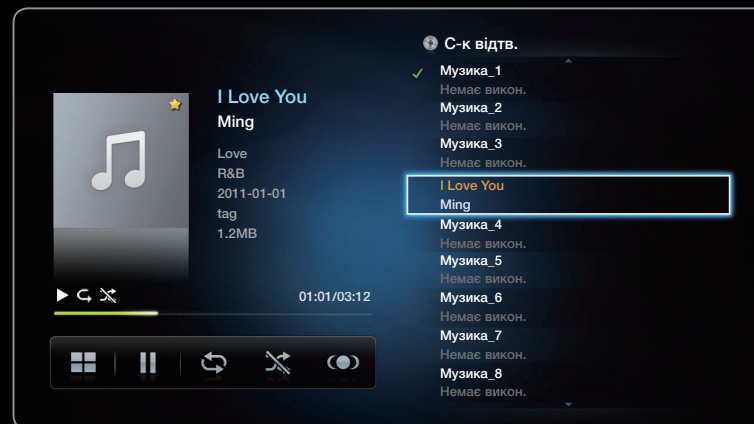 I Love You
Ming
Love
R&B
2011-01-01
tag
1.2MB
01:01/03:12
С-к відтв.
Музика_1
Немає викон.
Музика_2
Немає викон.
Музика_3
Немає викон.
I Love You
Ming
Музика_4
Немає викон.
Музика_5
Немає викон.
Музика_6
Немає викон.
Музика_7
Немає викон.
Музика_8
Немає викон.